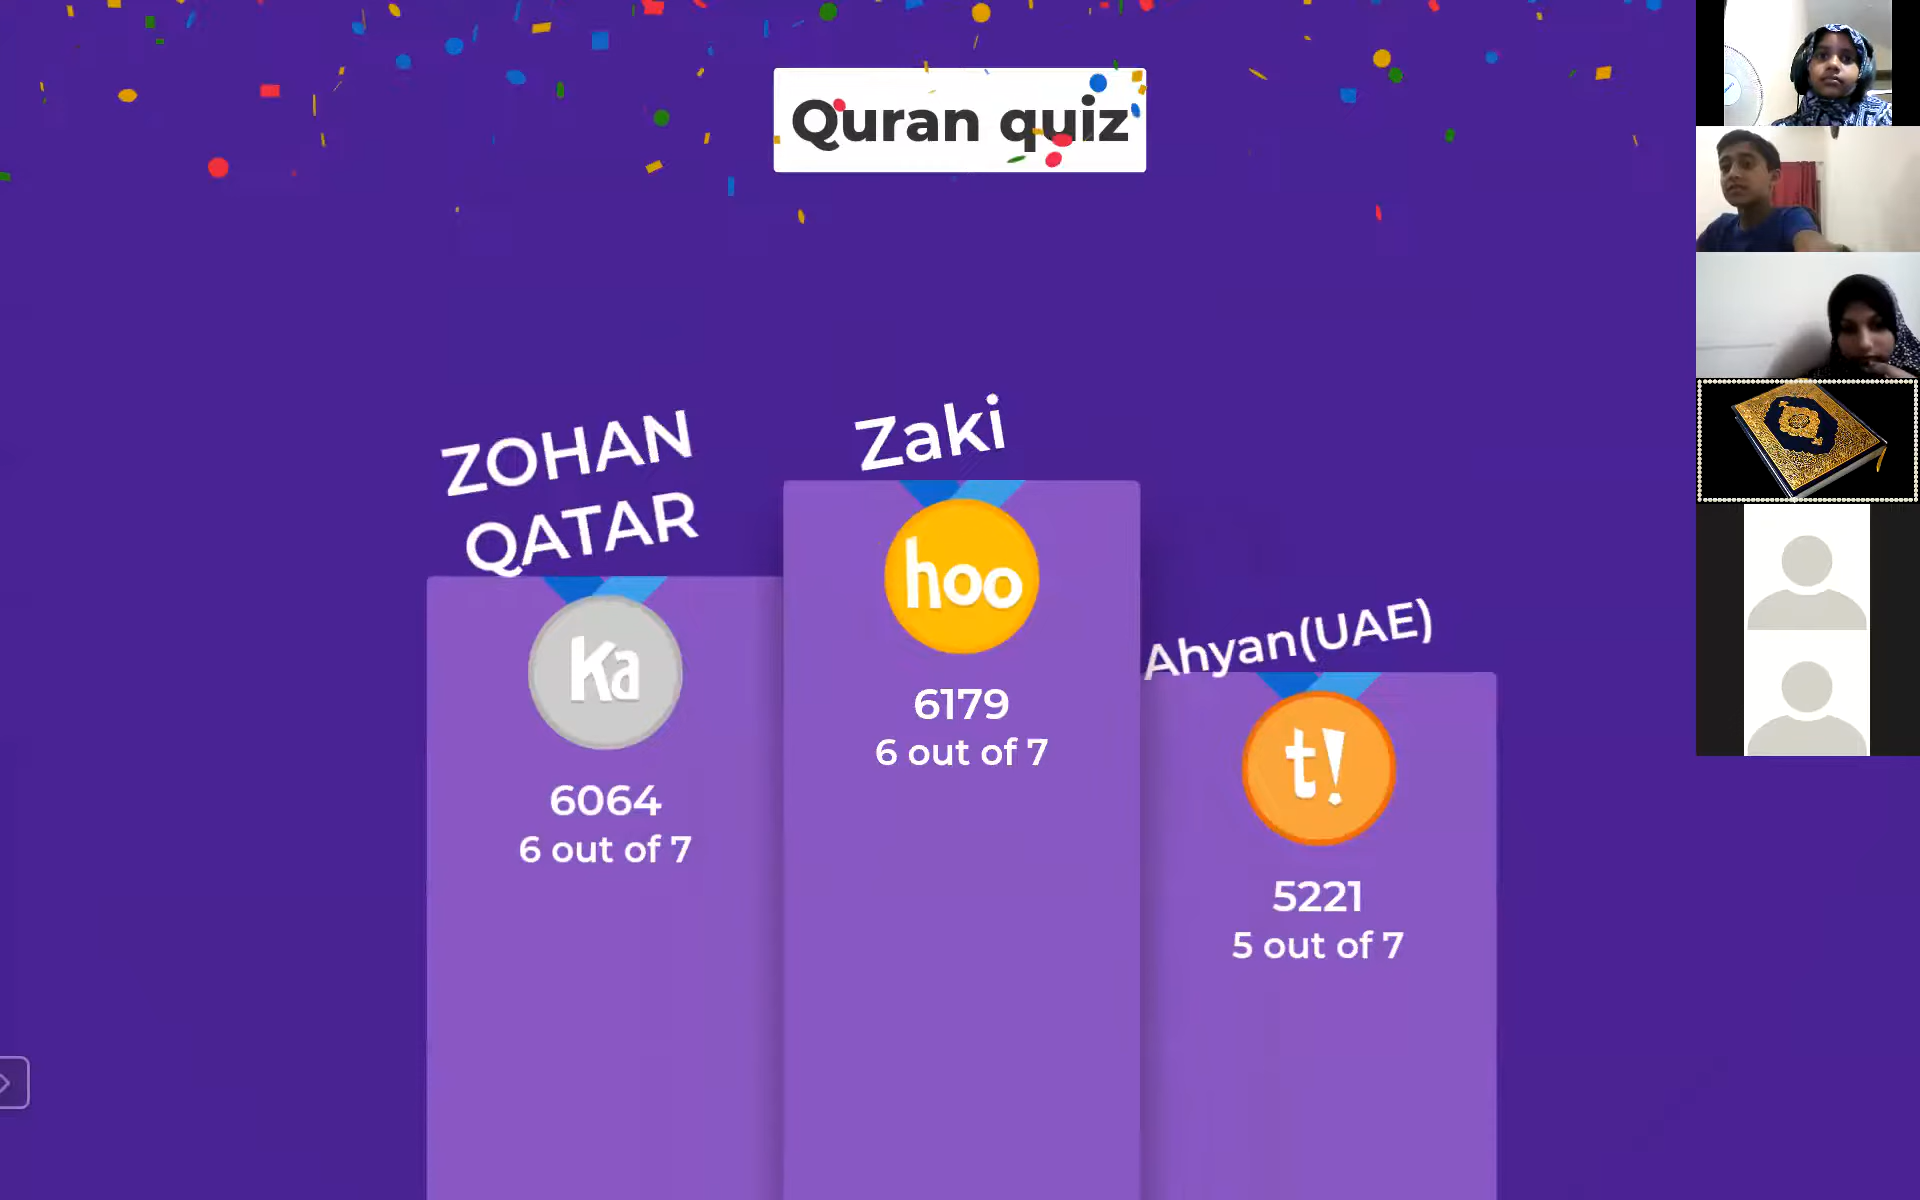 Quran quiz
ZOHAN
QATAR
Ka
6064
6 out of 7
Zaki
hoo
6179
6 out of 7
Ahyan(UAE)
t!
5221
5 out of 7